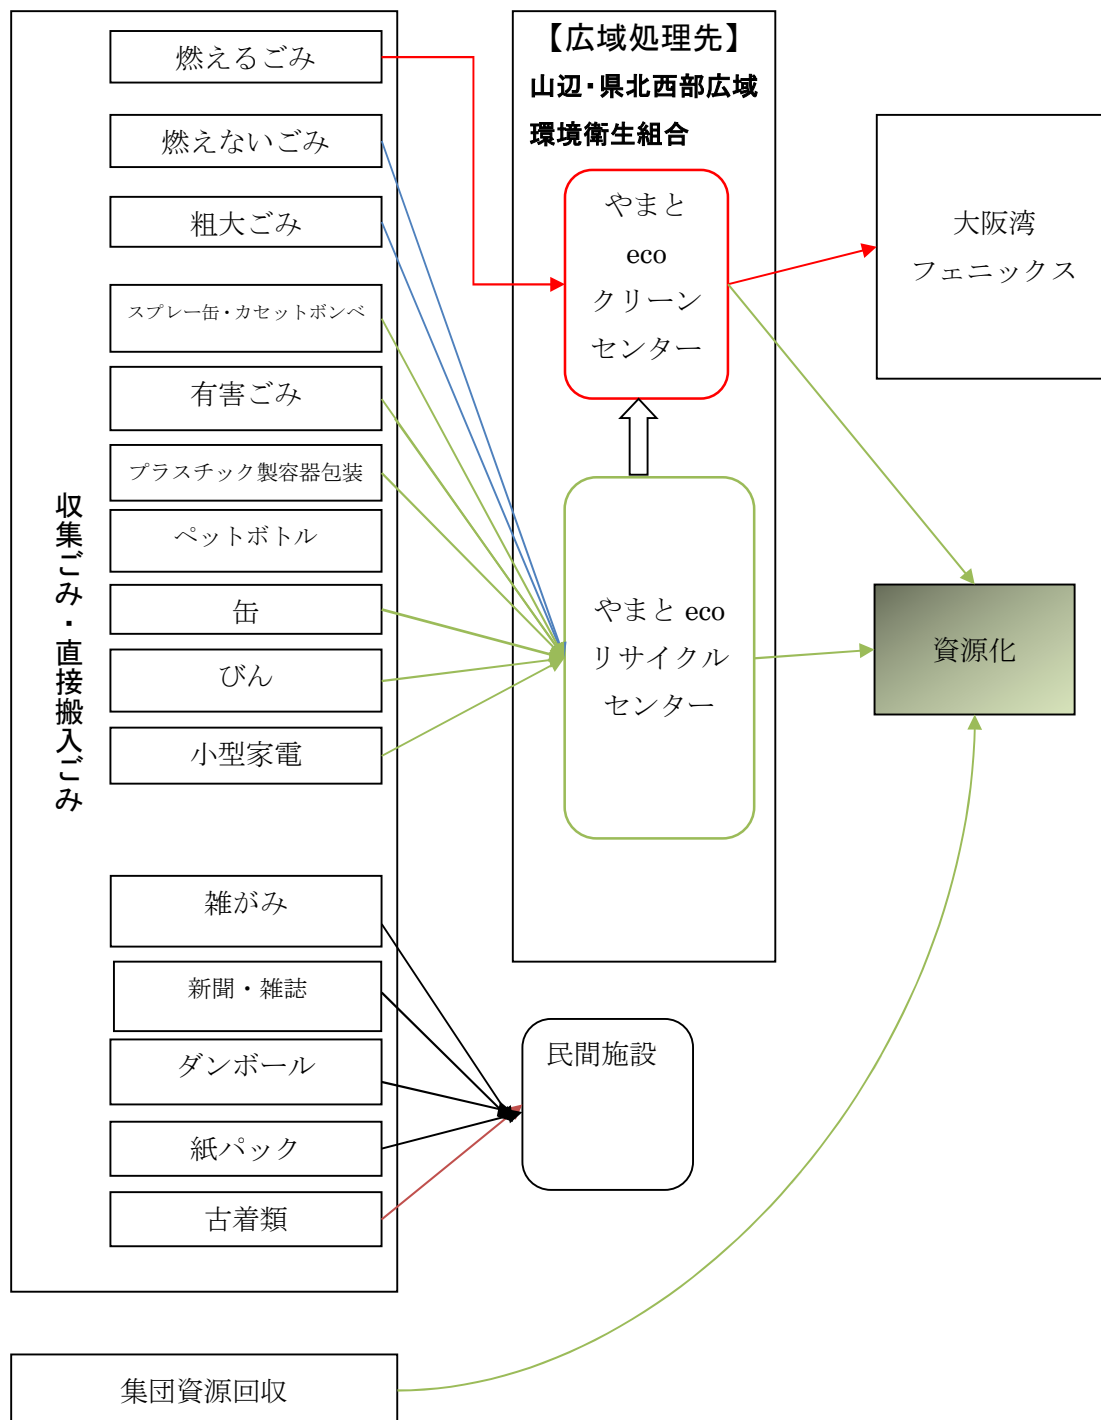 収集ごみ・直接搬入ごみ
燃えるごみ
燃えないごみ
粗大ごみ
スプレー缶・カセットボンベ
有害ごみ
プラスチック製容器包装
ペットボトル
缶
びん
小型家電
雑がみ
新聞・雑誌
ダンボール
紙パック
古着類
集団資源回収
【広域処理先】
山辺・県北西部広域
環境衛生組合
やまと
eco
クリーン
センター
やまと eco
リサイクル
センター
民間施設
大阪湾
フェニックス
資源化